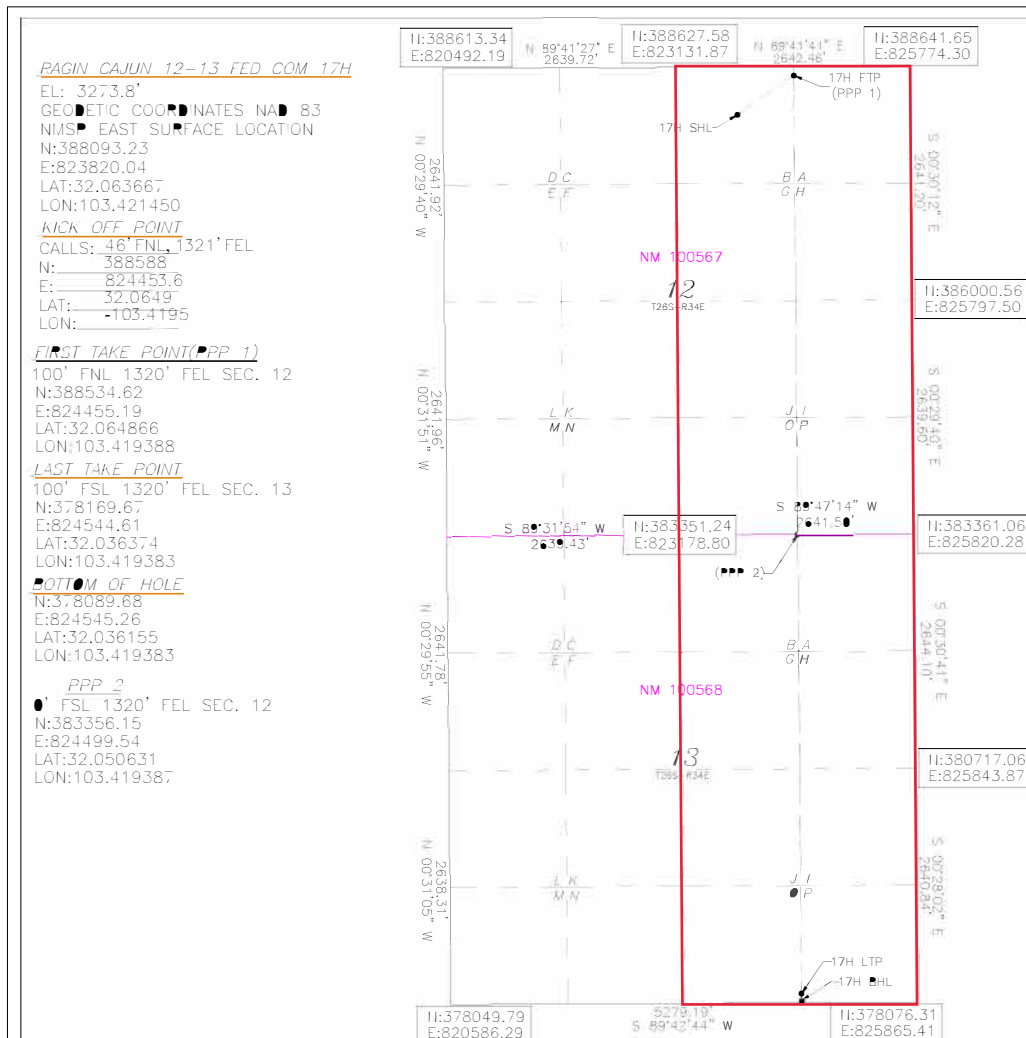 RAGIN CAJUN 12-13 FED COM 17H
EL: 3273.8'
GEODETIC COORDINATES NAD 83
NMSP EAST SURFACE LOCATION
N:388093.23
E:823820.04
LAT:32.063667
LON:103.421450
KICK OFF POINT
CALLS: 46' FNL, 1321' FEL
N: 388588
E: 824453.6
LAT: 32.0649
LON: -103.4195
FIRST TAKE POINT(PPP 1)
100' FNL 1320' FEL SEC. 12
N:388534.62
E:824455.19
LAT:32.064866
LON:103.419388
LAST TAKE POINT
100' FSL 1320' FEL SEC. 13
N:378169.67
E:824544.61
LAT:32.036374
LON:103.419383
BOTTOM OF HOLE
N:378089.68
E:824545.26
LAT:32.036155
LON:103.419383
PPP 2
0' FSL 1320' FEL SEC. 12
N:383356.15
E:824499.54
LAT:32.050631
LON:103.419387
N:388613.34
E:820492.19
N 89°41'27" E
2639.72'
N:388627.58
E:823131.87
N 89°41'41" E
2642.46'
N:388641.65
E:825774.30
17H FTP
(PPP 1)
17H SHL
N 00°29'40" W
2641.92'
D C
E F
B A
G H
S 00°30'12" E
2641.20'
NM 100567
12
T26S-R34E
N:386000.56
E:825797.50
N 00°31'51" W
2641.96'
L K
M N
J I
O P
S 00°29'40" E
2639.60'
S 89°31'54" W
2639.43'
N:383351.24
E:823178.80
S 89°47'14" W
2641.50'
N:383361.06
E:825820.28
(PPP 2)
N 00°29'55" W
2641.78'
D C
E F
B A
G H
S 00°30'41" E
2644.10'
NM 100568
13
T26S-R34E
N:380717.06
E:825843.87
N 00°31'05" W
2638.31'
L K
M N
J I
O P
S 00°28'02" E
2640.84'
17H LTP
17H BHL
N:378049.79
E:820586.29
5279.19'
S 89°42'44" W
N:378076.31
E:825865.41